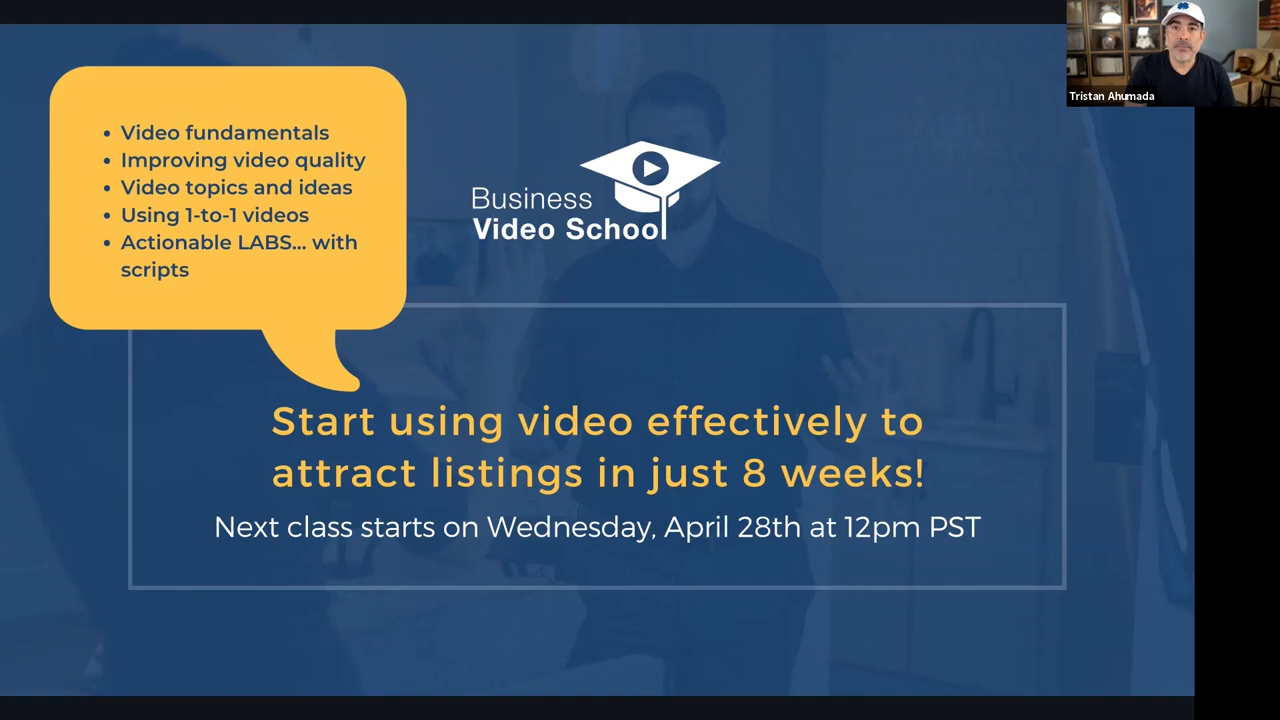 Tristan Ahumada
• Video fundamentals
• Improving video quality
• Video topics and ideas
• Using 1-to-1 videos
• Actionable LABS... with
scripts
Business
Video School
Start using video effectively to
attract listings in just 8 weeks!
Next class starts on Wednesday, April 28th at 12pm PST